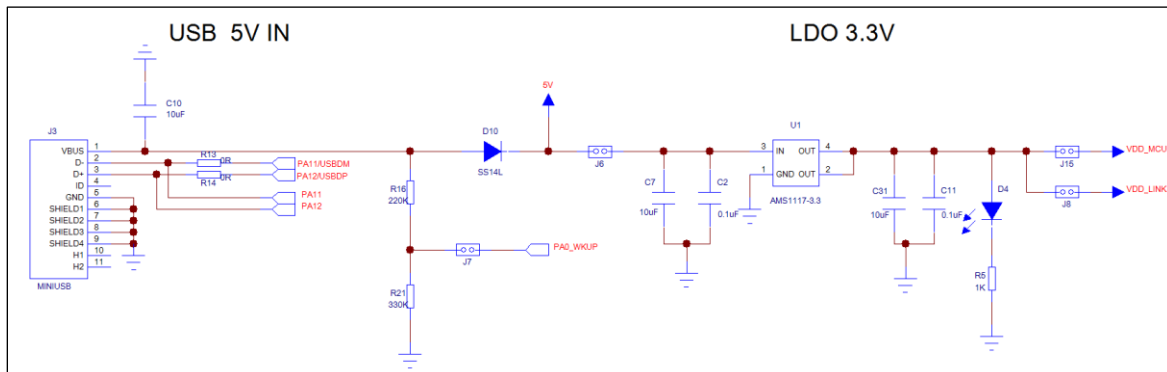 USB 5V IN
LDO 3.3V
C10
10uF
J3
VBUS 1
D- 2
D+ 3
ID 4
GND 5
SHIELD1 6
SHIELD2 7
SHIELD3 8
SHIELD4 9
H1 10
H2 11
MINIUSB
R13 0R
R14 0R
PA11/USBDM
PA12/USBDP
PA11
PA12
R16
220K
J7
PA0_WKUP
R21
330K
D10
SS14L
5V
J6
C7
10uF
C2
0.1uF
U1
3 IN OUT 4
1 GND OUT 2
AMS1117-3.3
C31
10uF
C11
0.1uF
D4
R5
1K
J15
VDD_MCU
J8
VDD_LINK